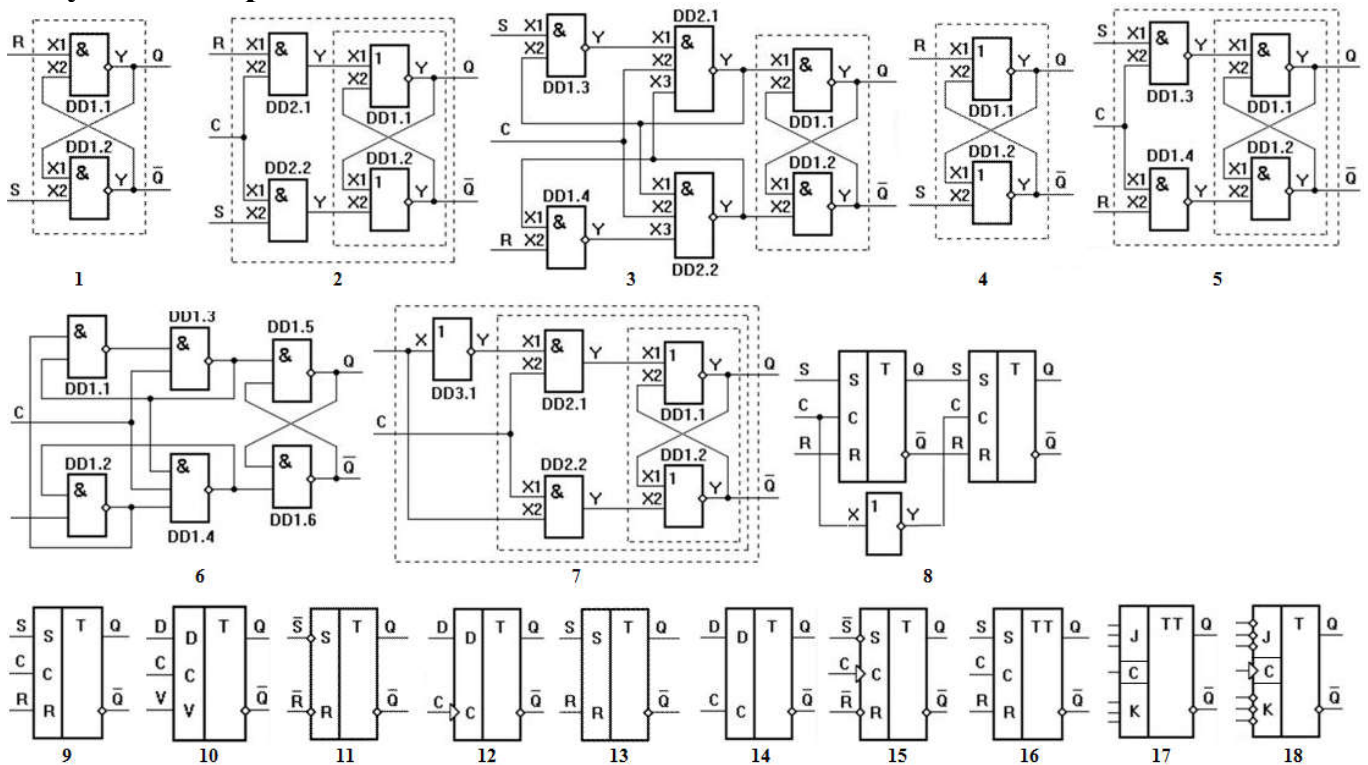 R X1 & Y Q
X2
DD1.1
DD1.2
X1 & Y Q̅
S X2
1
R X1 & Y X1 1 Y Q
X2 X2
DD2.1 DD1.1
C
DD2.2 DD1.2
X1 & Y X1 1 Y Q̅
S X2 X2
2
S X1 & Y X1 DD2.1 & Y X1 & Y Q
X2 X2
DD1.3 X3 DD1.1
C
DD1.4 X1 & Y DD1.2 X1 & Y Q̅
X1 & Y X2 X2
R X2 X3
DD2.2
3
R X1 1 Y Q
X2
DD1.1
DD1.2
X1 1 Y Q̅
S X2
4
S X1 & Y X1 & Y Q
X2 X2
DD1.3 DD1.1
C
DD1.4 DD1.2
X1 & Y X1 & Y Q̅
R X2 X2
5
& DD1.3 & DD1.5 & Q
DD1.1
C
DD1.2 & & & Q̅
DD1.4 DD1.6
6
X 1 Y X1 & Y X1 1 Y Q
X2 X2
DD3.1 DD2.1 DD1.1
C
DD2.2 DD1.2
X1 & Y X1 1 Y Q̅
X2 X2
7
S S T Q S S T Q
C C C C
R R Q̅ R R Q̅
X 1 Y
8
S S T Q
C C
R R Q̅
9
D D T Q
C C
V V Q̅
10
S̅ S T Q
R̅ R Q̅
11
D D T Q
C C Q̅
12
S S T Q
R R Q̅
13
D D T Q
C C Q̅
14
S̅ S T Q
C C
R̅ R Q̅
15
S S TT Q
C C
R R Q̅
16
J TT Q
C
K Q̅
17
J T Q
C C
K Q̅
18